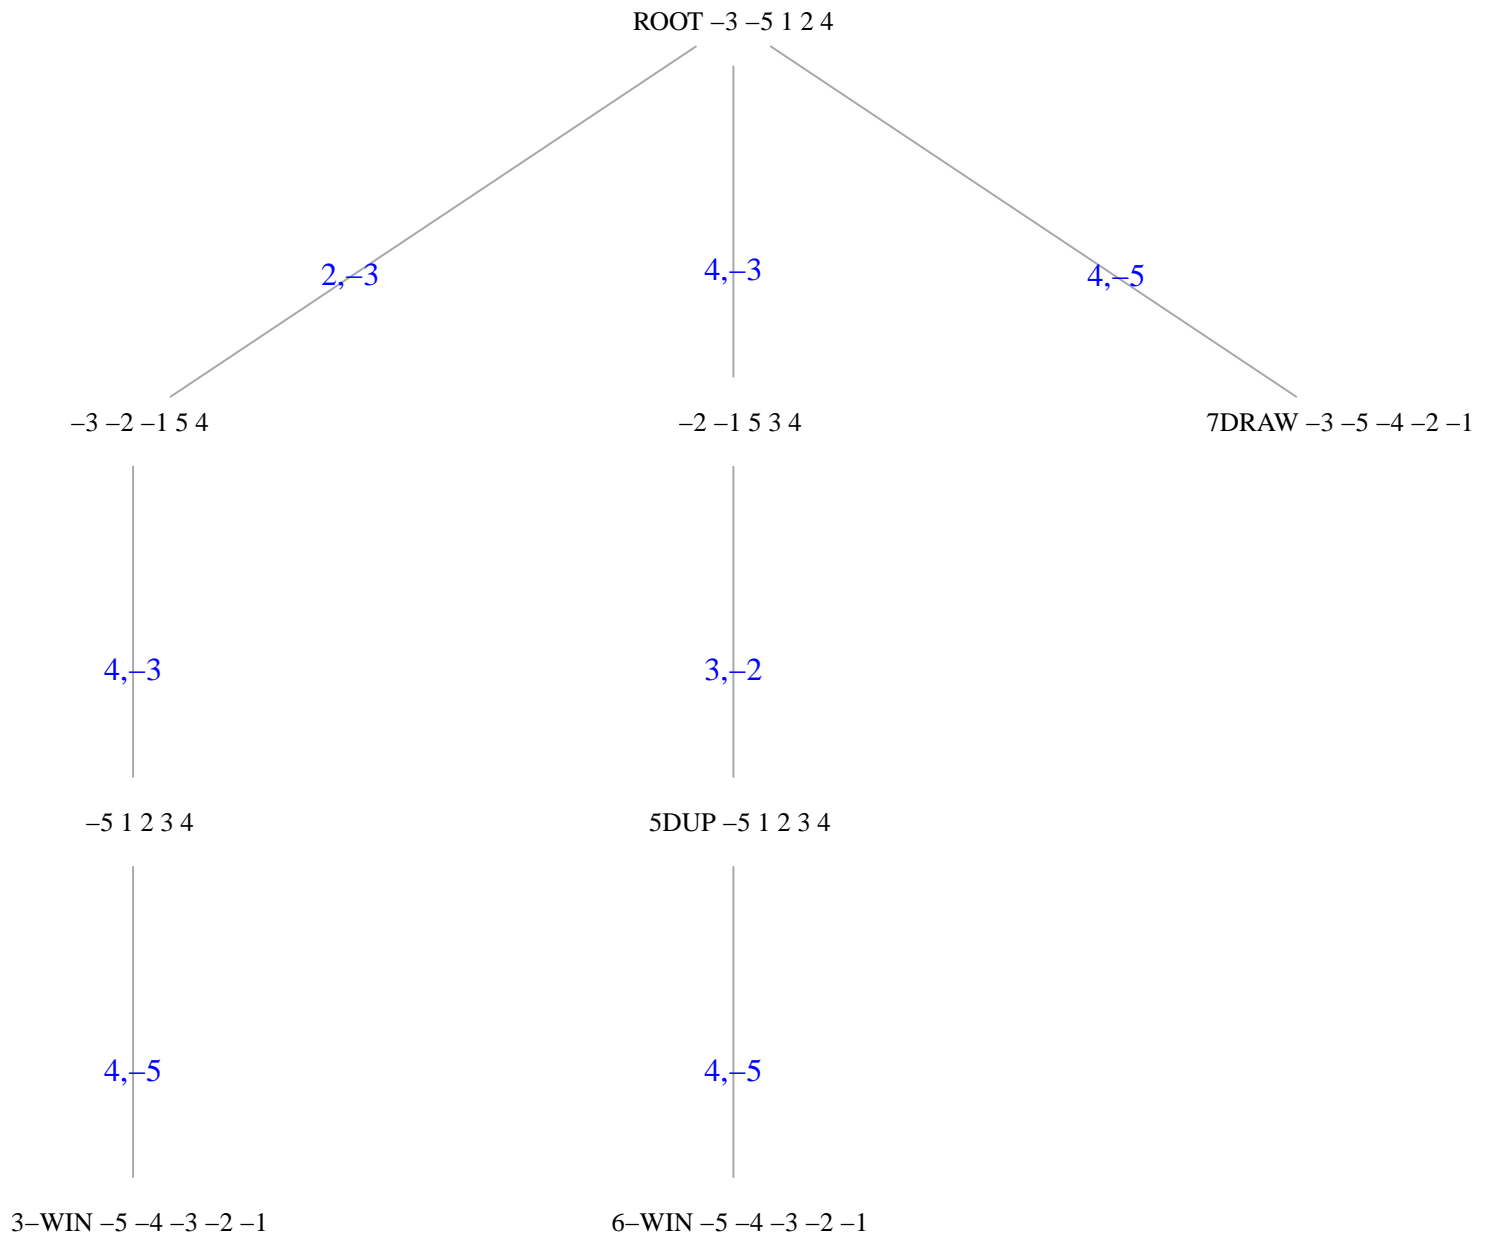 ROOT –3 –5 1 2 4
2,–3
4,–3
4,–5
–3 –2 –1 5 4
–2 –1 5 3 4
7DRAW –3 –5 –4 –2 –1
4,–3
3,–2
–5 1 2 3 4
5DUP –5 1 2 3 4
4,–5
4,–5
3–WIN –5 –4 –3 –2 –1
6–WIN –5 –4 –3 –2 –1